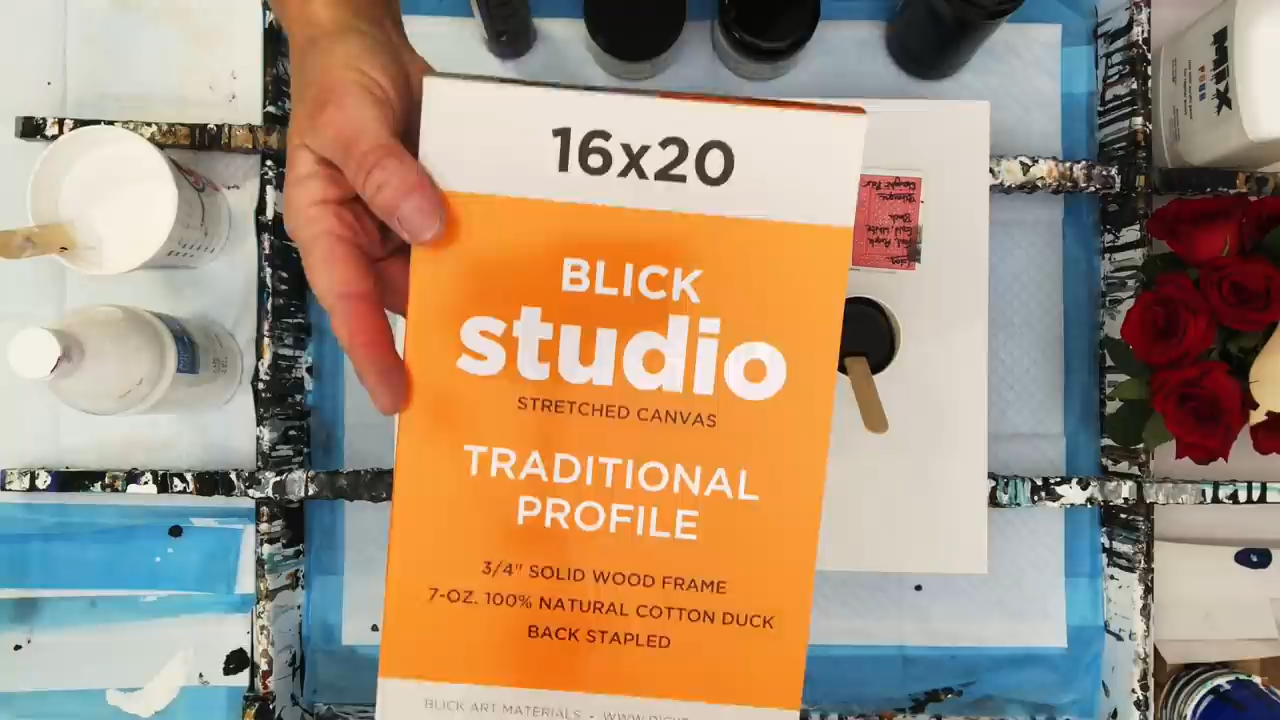 16x20
BLICK
studio
STRETCHED CANVAS
TRADITIONAL
PROFILE
3/4" SOLID WOOD FRAME
7-OZ. 100% NATURAL COTTON DUCK
BACK STAPLED
BLICK ART MATERIALS -